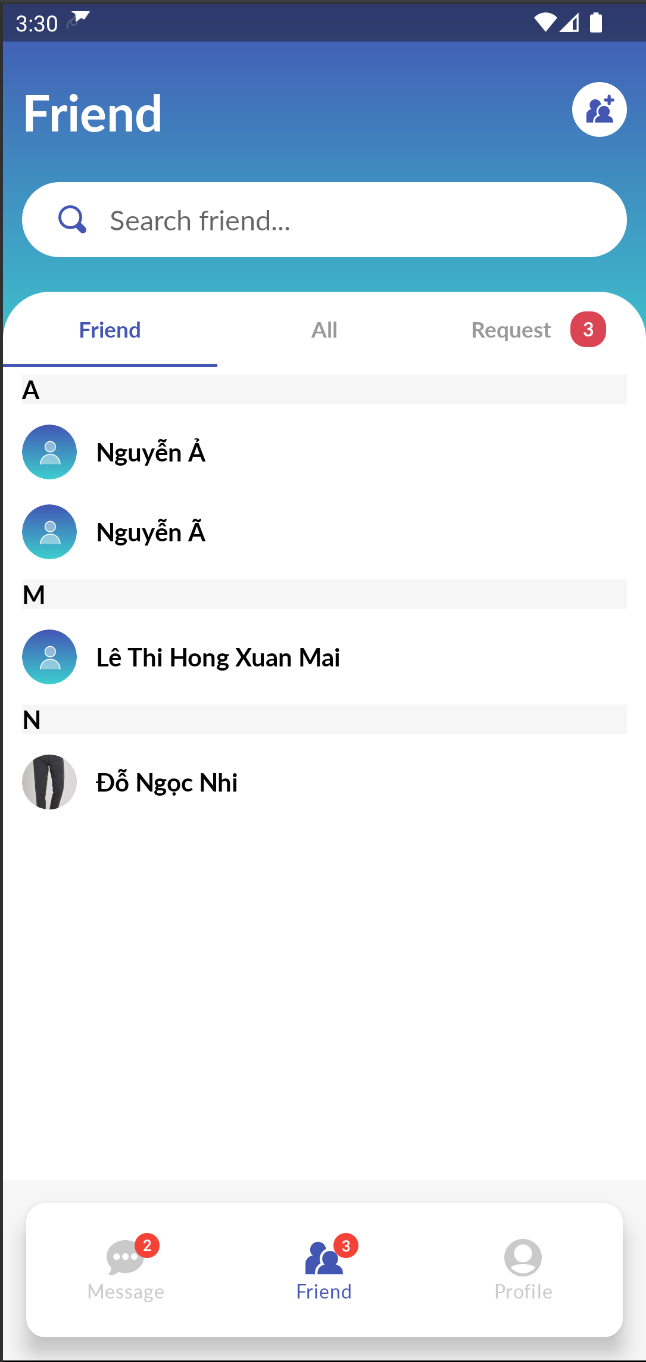 3:30
Friend
Search friend...
Friend All Request 3
A
Nguyễn Ả
Nguyễn Ã
M
Lê Thi Hong Xuan Mai
N
Đỗ Ngọc Nhi
2 3
Message Friend Profile